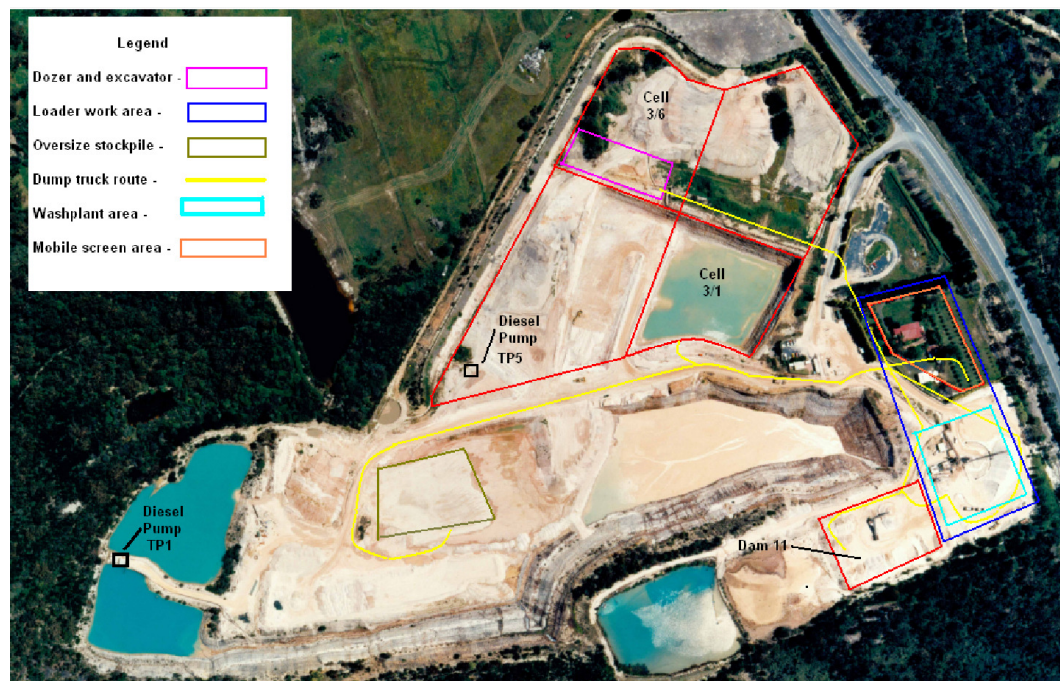 Legend
Dozer and excavator -
Loader work area -
Oversize stockpile -
Dump truck route -
Washplant area -
Mobile screen area -
Cell
3/6
Cell
3/1
Diesel
Pump
TP5
Diesel
Pump
TP1
Dam 11